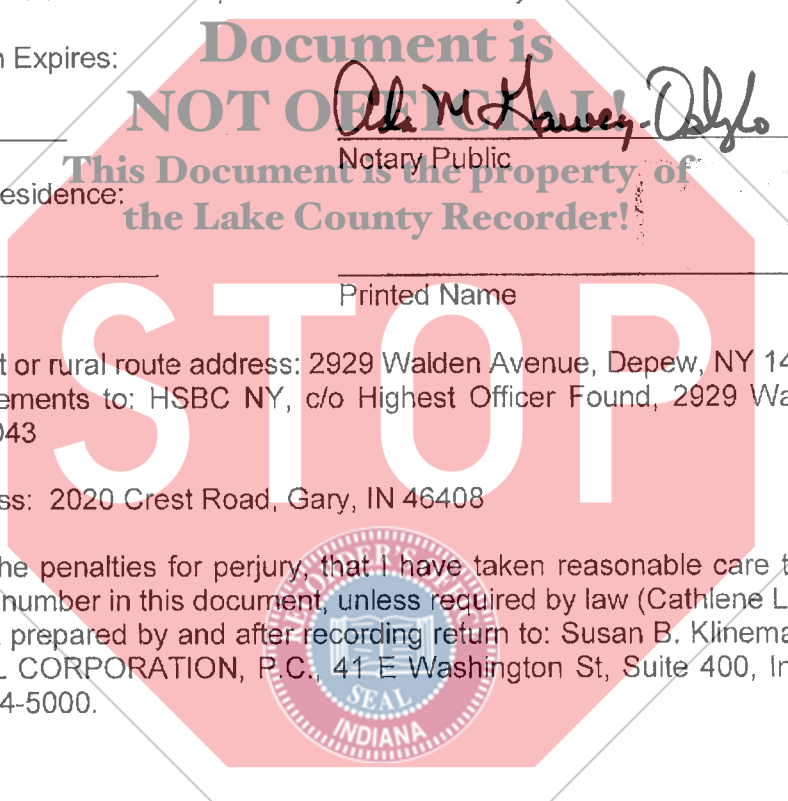 Document is
n Expires:
NOT OFFICIAL!
Notary Public
This Document is the property of
esidence:
the Lake County Recorder!
Printed Name
STOP
t or rural route address: 2929 Walden Avenue, Depew, NY 14
ements to: HSBC NY, c/o Highest Officer Found, 2929 Wa
043
ss: 2020 Crest Road, Gary, IN 46408
he penalties for perjury, that I have taken reasonable care t
number in this document, unless required by law (Cathlene L
prepared by and after recording return to: Susan B. Klinema
L CORPORATION, P.C., 41 E Washington St, Suite 400, In
4-5000.
SEAL
INDIANA